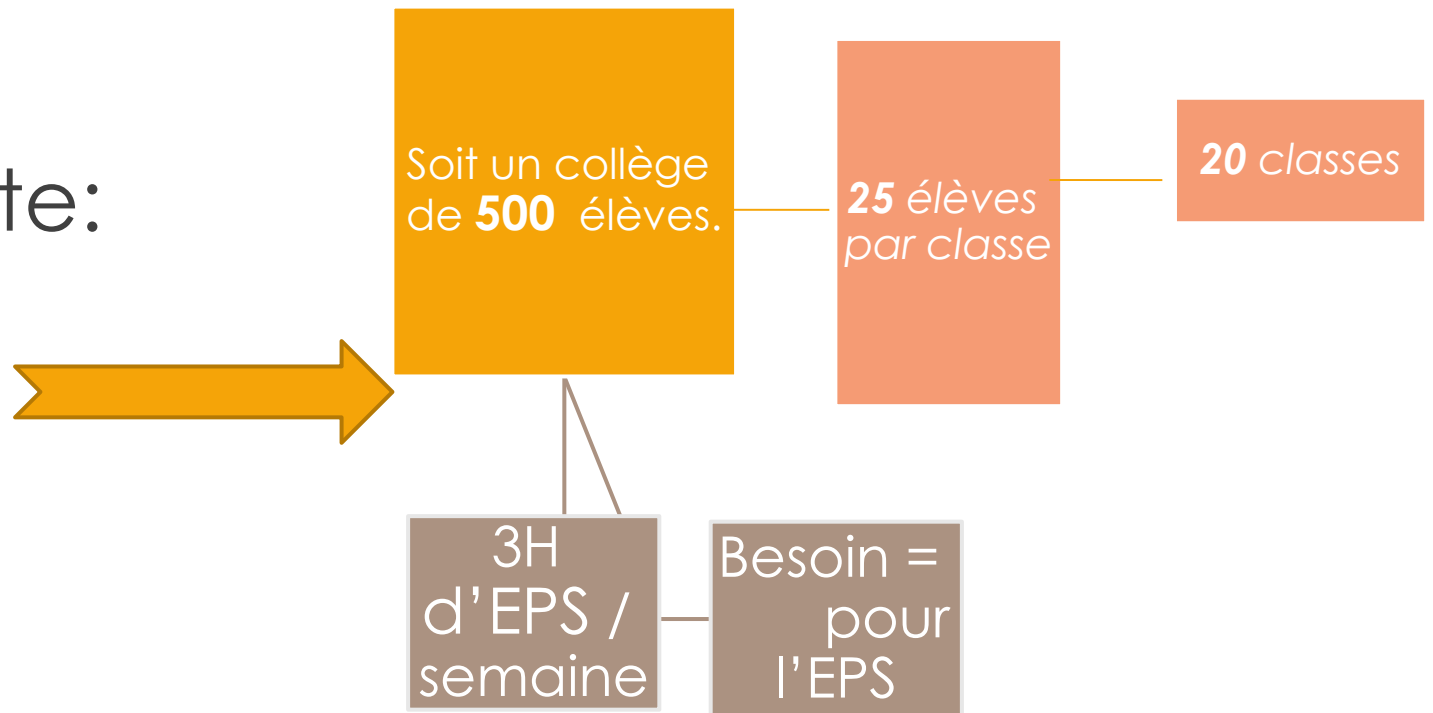 te:
Soit un collège
de 500 élèves.
25 élèves
par classe
20 classes
3H
d'EPS /
semaine
Besoin =
pour
l'EPS